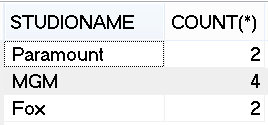 STUDIONAME COUNT(*)
Paramount 2
MGM 4
Fox 2